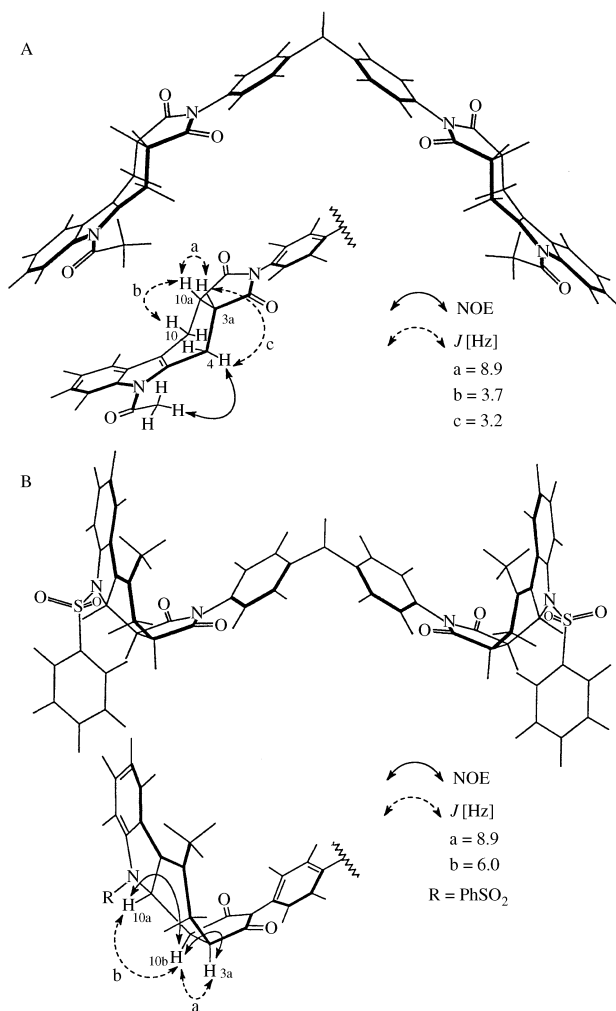 A
O
N
O
O
N
O
N
O
N
O
a
O
b
H H
N
10a
O
H
3a
10
H
H
H
c
4
N
H
O
H
H
H
NOE
J [Hz]
a = 8.9
b = 3.7
c = 3.2
B
N
O
S
O
O
N
O
O
N
O
N
O
S
O
NOE
J [Hz]
a = 8.9
b = 6.0
R = PhSO₂
N
R
H
10a
O
O
b
10b
H
H
3a
a